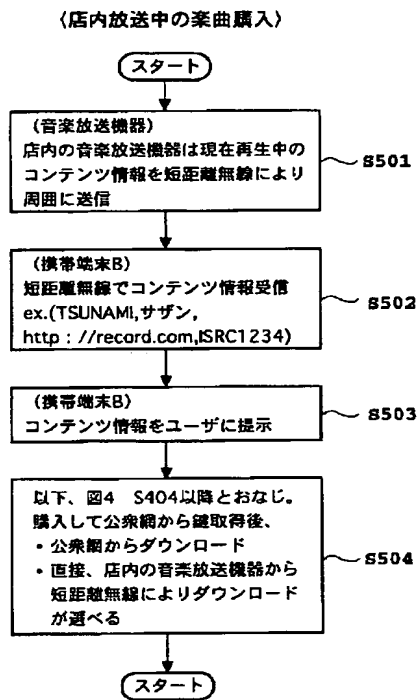 〈店内放送中の楽曲購入〉
スタート
(音楽放送機器)
店内の音楽放送機器は現在再生中の
コンテンツ情報を短距離無線により
周囲に送信
S501
(携帯端末B)
短距離無線でコンテンツ情報受信
ex.(TSUNAMI,サザン,
http://record.com,ISRC1234)
S502
(携帯端末B)
コンテンツ情報をユーザに提示
S503
以下、図4 S404以降とおなじ。
購入して公衆網から鍵取得後、
・公衆網からダウンロード
・直接、店内の音楽放送機器から
短距離無線によりダウンロード
が選べる
S504
スタート